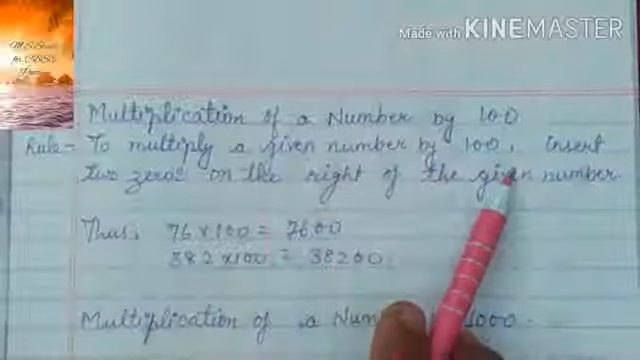 Made with KINEMASTER
Multiplication of a Number by 100
Rule - To multiply a given number by 100, insert
two zeros on the right of the given number
Thus, 76 x 100 = 7600
382 x 100 = 38200
Multiplication of a Num 1000